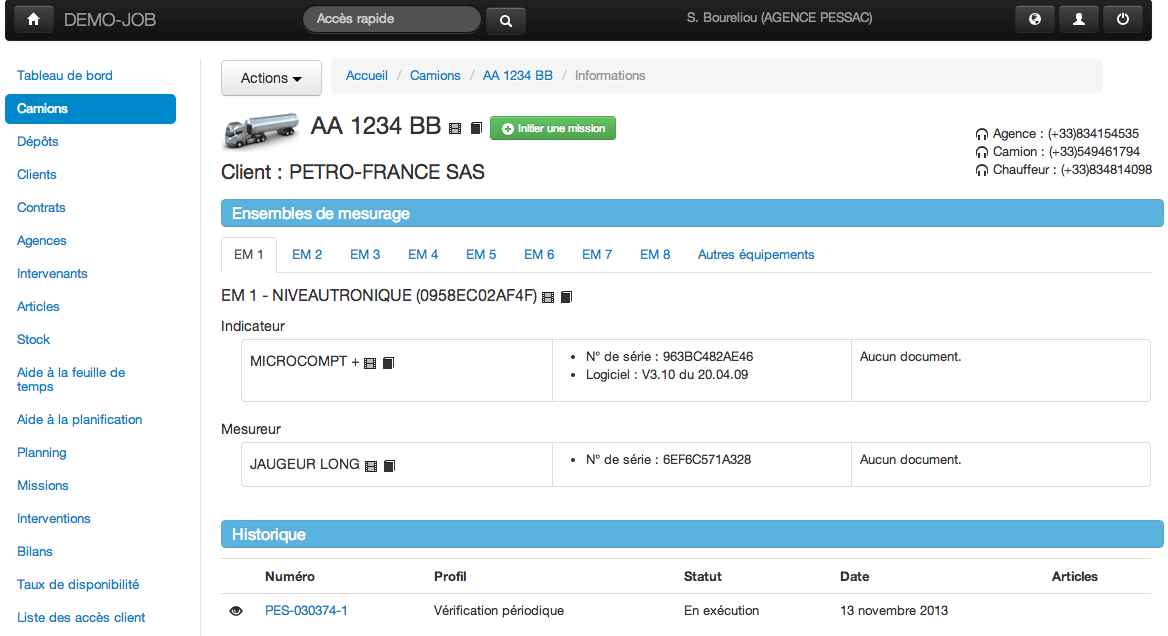 DEMO-JOB
Accès rapide
S. Boureliou (AGENCE PESSAC)
Tableau de bord
Camions
Dépôts
Clients
Contrats
Agences
Intervenants
Articles
Stock
Aide à la feuille de
temps
Aide à la planification
Planning
Missions
Interventions
Bilans
Taux de disponibilité
Liste des accès client
Actions
Accueil / Camions / AA 1234 BB / Informations
AA 1234 BB
Initier une mission
Agence : (+33)834154535
Camion : (+33)549461794
Chauffeur : (+33)834814098
Client : PETRO-FRANCE SAS
Ensembles de mesurage
EM 1 EM 2 EM 3 EM 4 EM 5 EM 6 EM 7 EM 8 Autres équipements
EM 1 - NIVEAUTRONIQUE (0958EC02AF4F)
Indicateur
MICROCOMPT +
• N° de série : 963BC482AE46
• Logiciel : V3.10 du 20.04.09
Aucun document.
Mesureur
JAUGEUR LONG
• N° de série : 6EF6C571A328
Aucun document.
Historique
Numéro Profil Statut Date Articles
PES-030374-1 Vérification périodique En exécution 13 novembre 2013